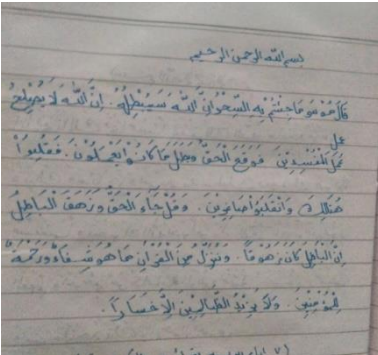 بسم الله الرحمن الرحيم
قال موسى ما جئتم به السحر إن الله سيبطله. إن الله لا يصلح
عمل
عمل المفسدين. فوقع الحق وبطل ما كانوا يعملون. فغلبوا
هنالك وانقلبوا صاغرين. وقل جاء الحق وزهق الباطل
إن الباطل كان زهوقا. وننزل من القرآن ما هو شفاء ورحمة
للمؤمنين. ولا يزيد الظالمين إلا خسارا.